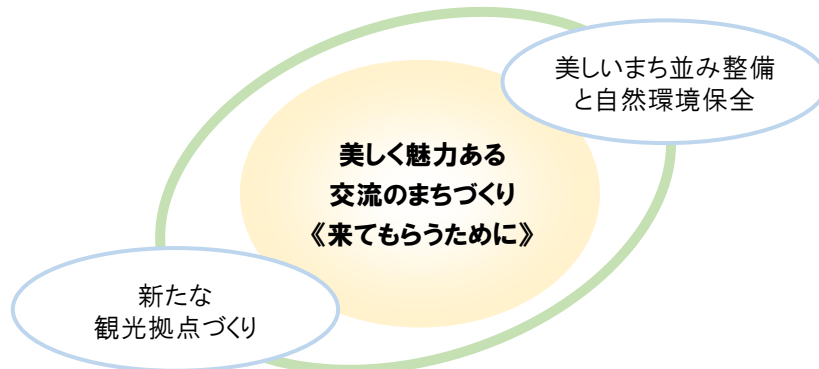 美しいまち並み整備
と自然環境保全
美しく魅力ある
交流のまちづくり
《来てもらうために》
新たな
観光拠点づくり